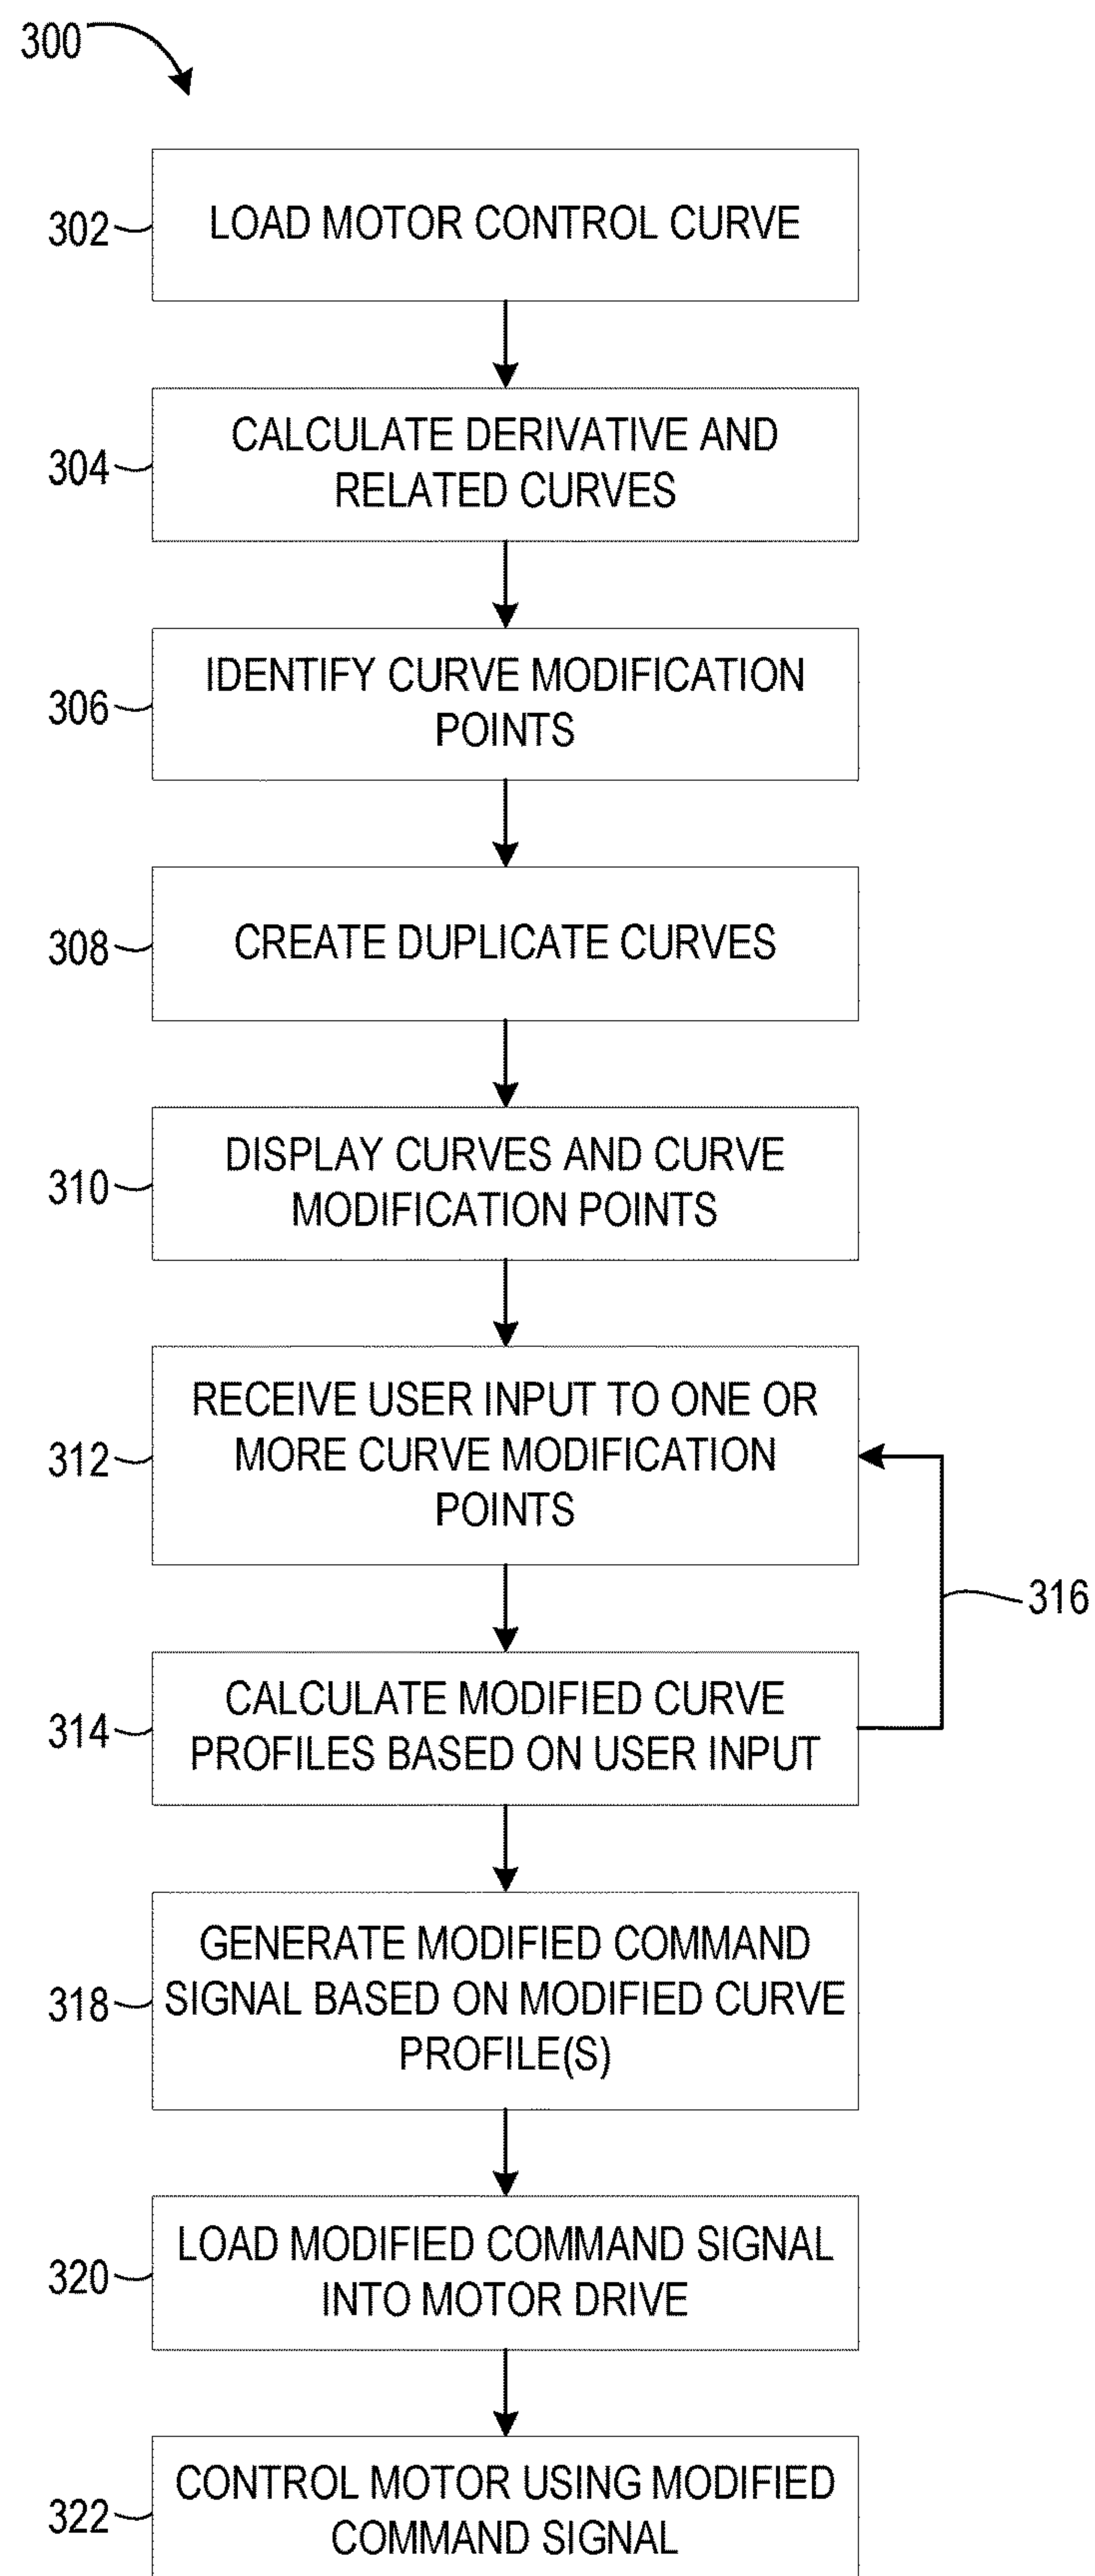 300
302
LOAD MOTOR CONTROL CURVE
304
CALCULATE DERIVATIVE AND
RELATED CURVES
306
IDENTIFY CURVE MODIFICATION
POINTS
308
CREATE DUPLICATE CURVES
310
DISPLAY CURVES AND CURVE
MODIFICATION POINTS
312
RECEIVE USER INPUT TO ONE OR
MORE CURVE MODIFICATION
POINTS
316
314
CALCULATE MODIFIED CURVE
PROFILES BASED ON USER INPUT
318
GENERATE MODIFIED COMMAND
SIGNAL BASED ON MODIFIED CURVE
PROFILE(S)
320
LOAD MODIFIED COMMAND SIGNAL
INTO MOTOR DRIVE
322
CONTROL MOTOR USING MODIFIED
COMMAND SIGNAL